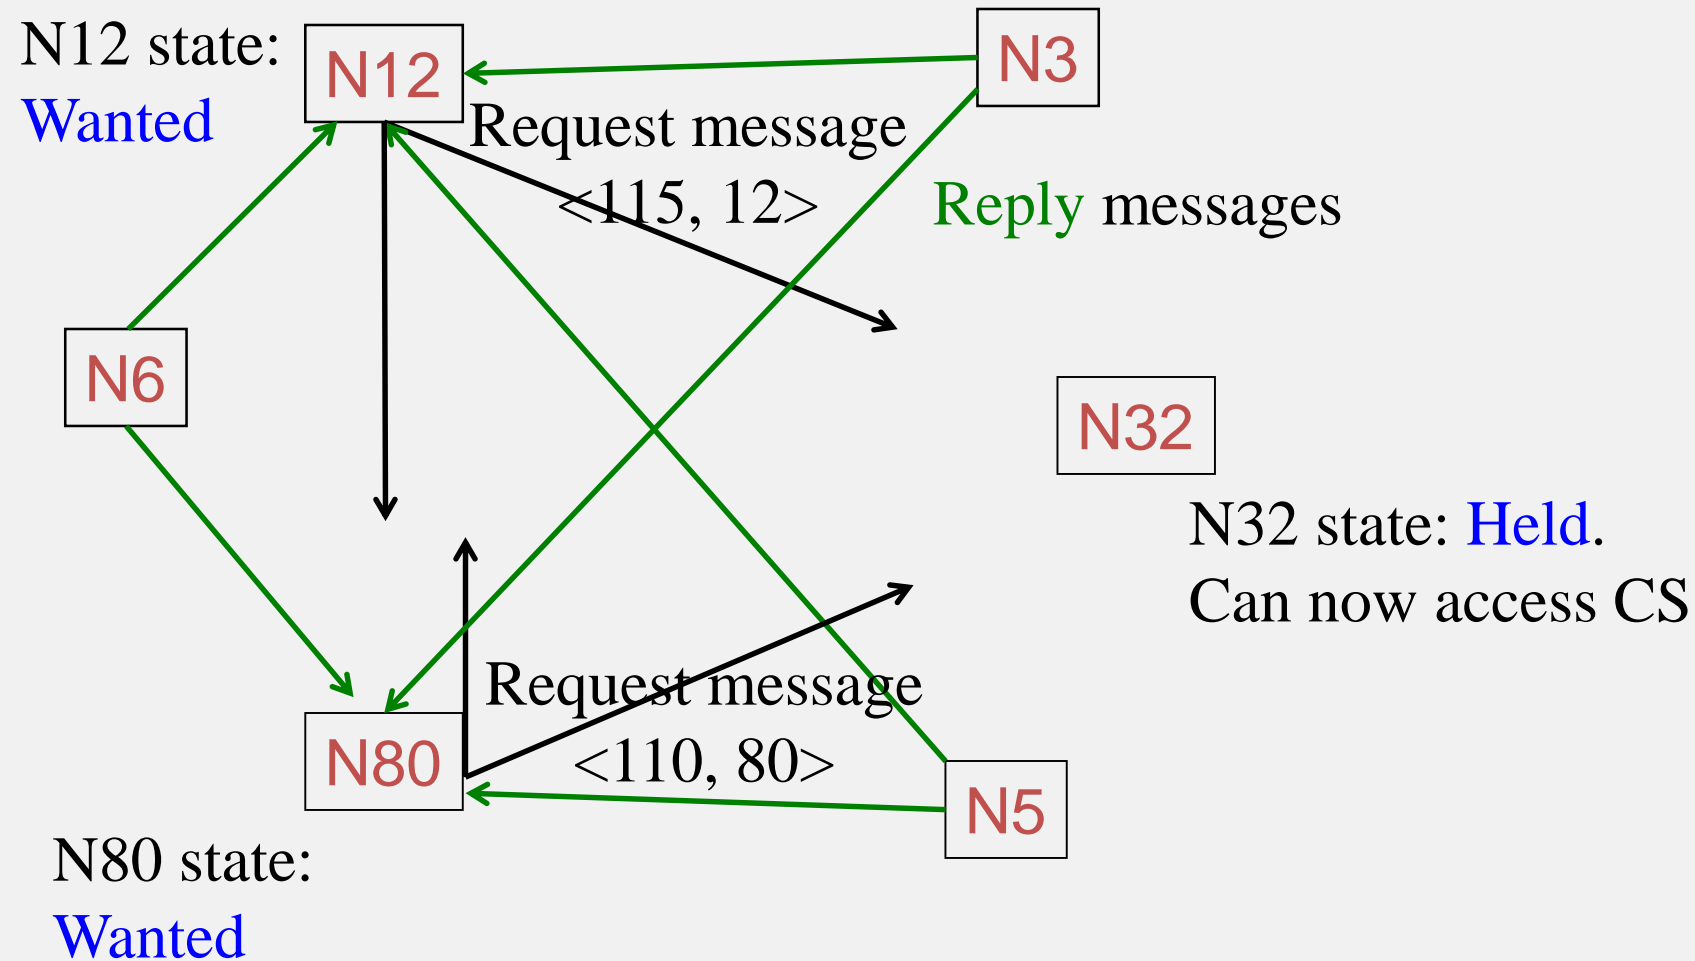 N12 state:
Wanted
N12
N3
Request message
<115, 12>
Reply messages
N6
N32
N32 state: Held.
Can now access CS
Request message
<110, 80>
N80
N5
N80 state:
Wanted